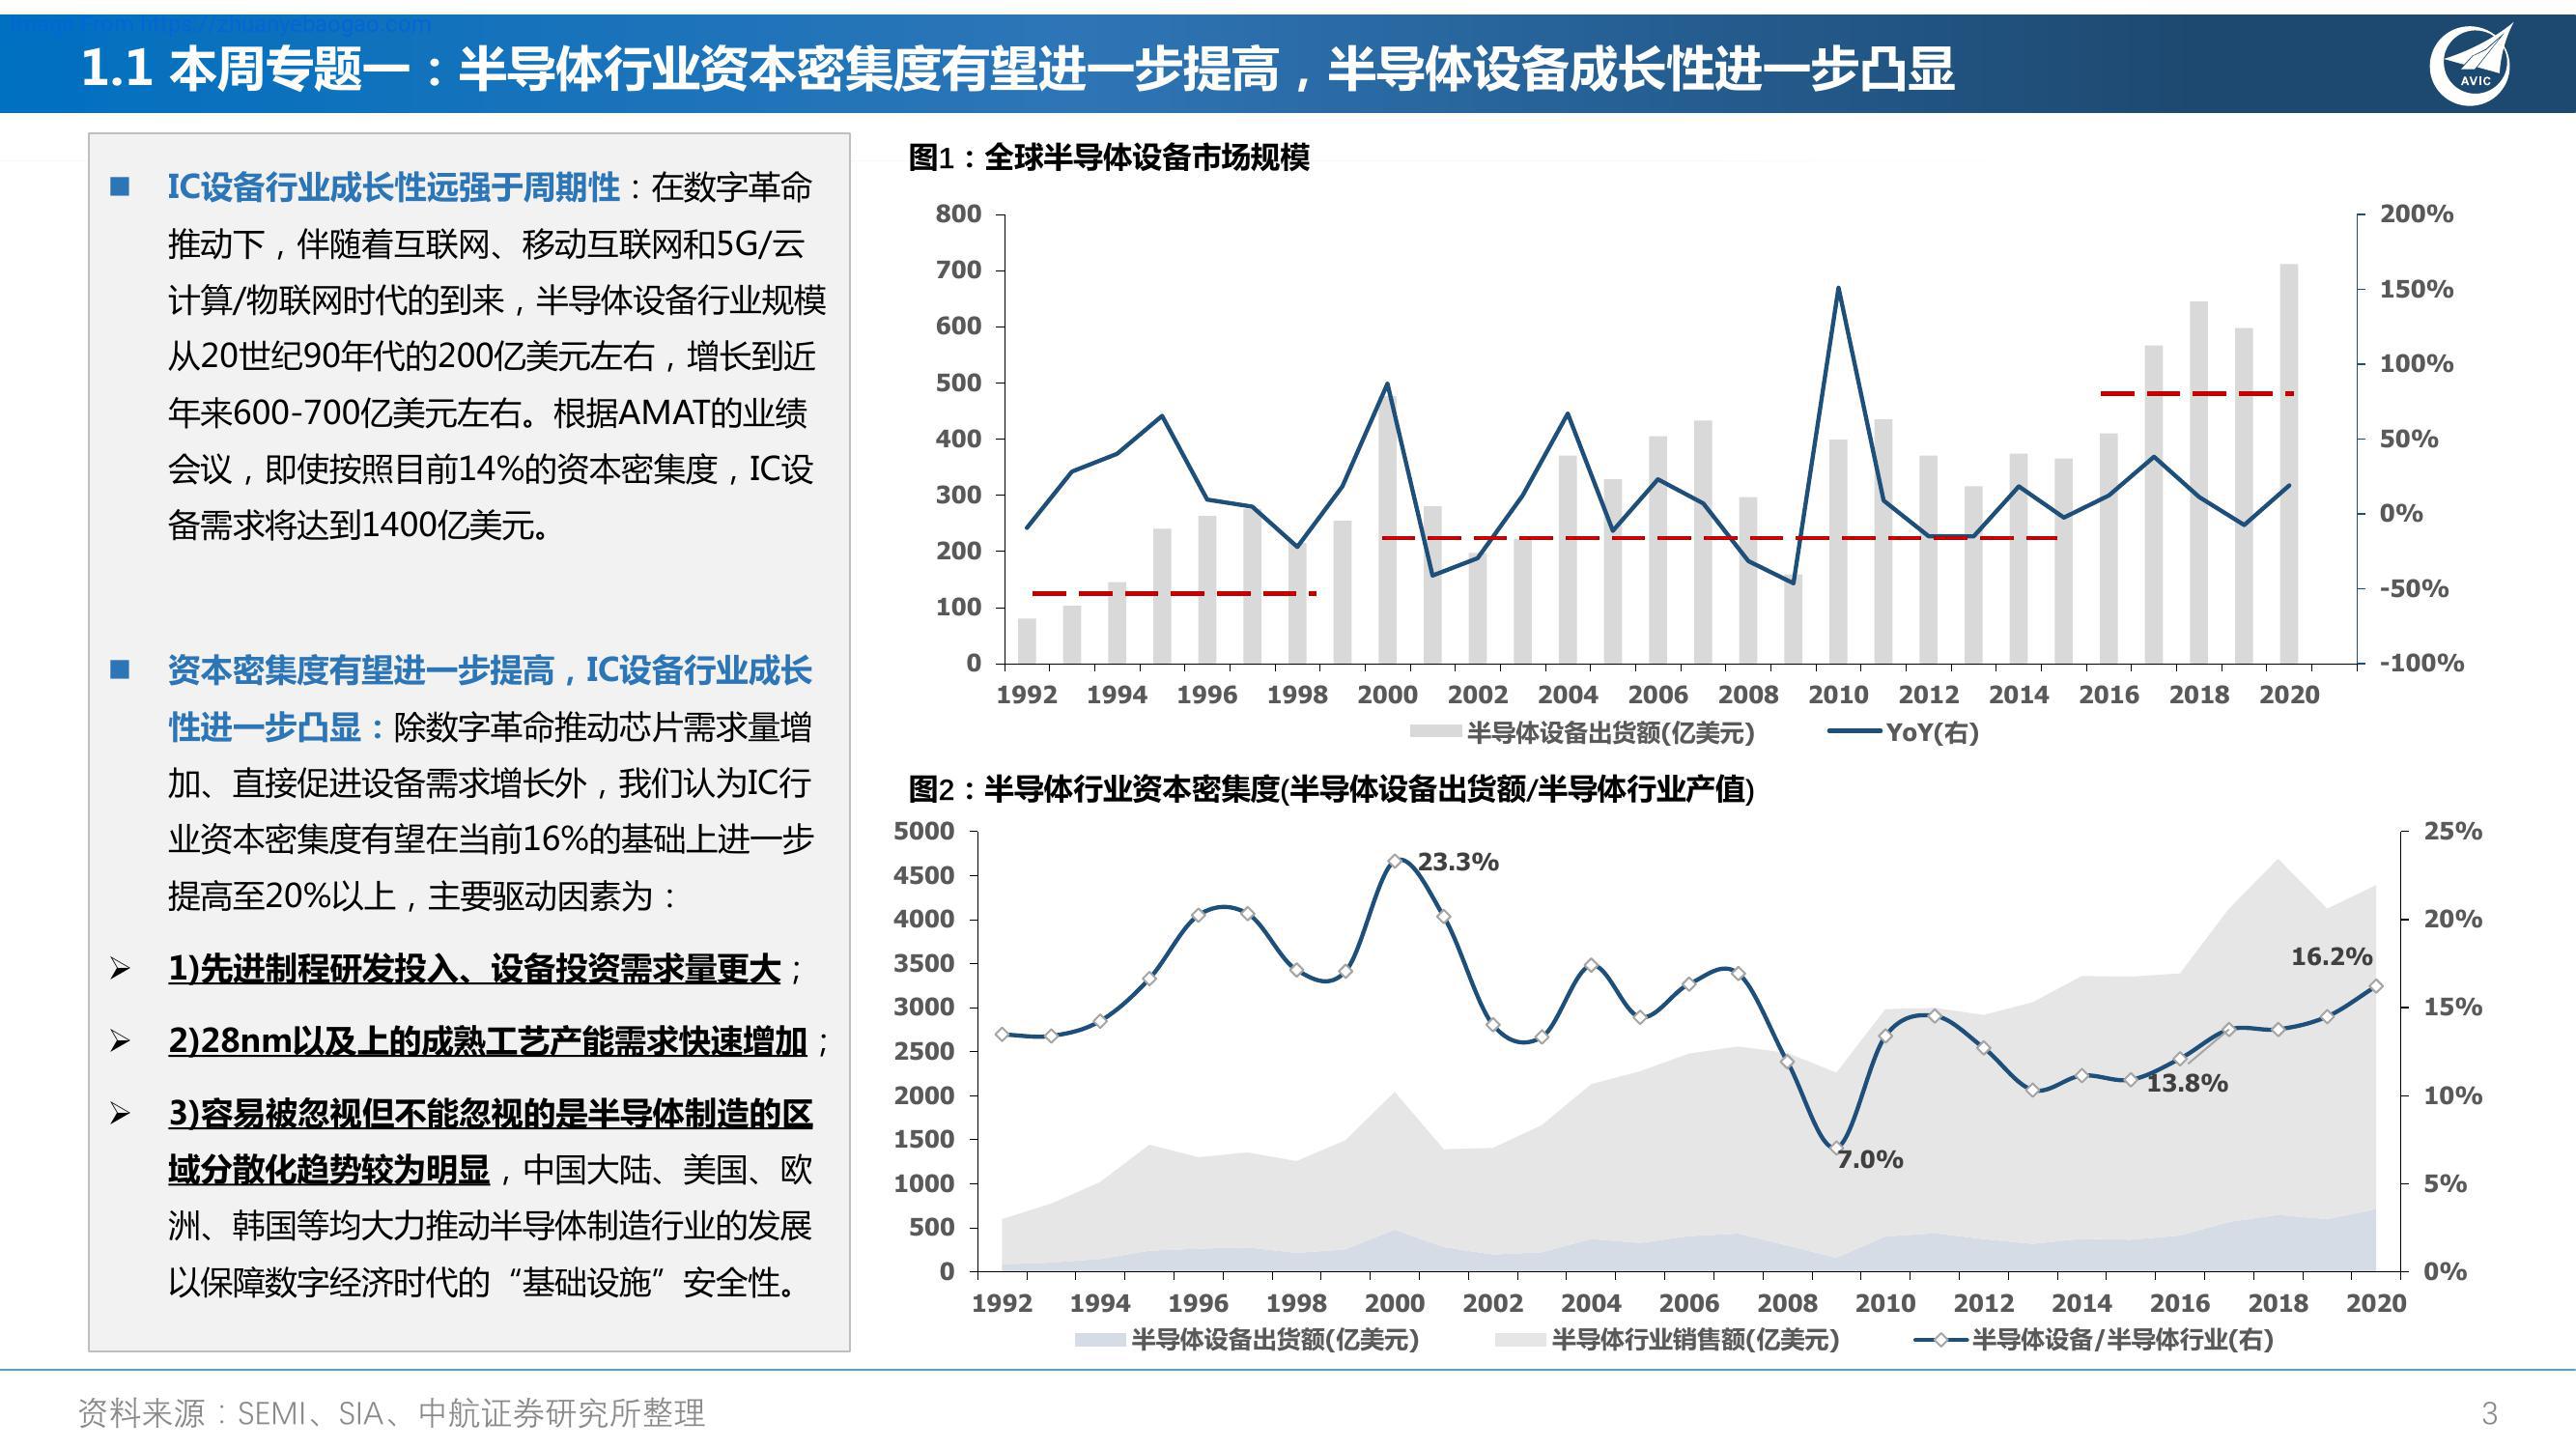 Image From https://zhuanyebaogao.com
1.1 本周专题一：半导体行业资本密集度有望进一步提高，半导体设备成长性进一步凸显
AVIC
■ IC设备行业成长性远强于周期性：在数字革命
推动下，伴随着互联网、移动互联网和5G/云
计算/物联网时代的到来，半导体设备行业规模
从20世纪90年代的200亿美元左右，增长到近
年来600-700亿美元左右。根据AMAT的业绩
会议，即使按照目前14%的资本密集度，IC设
备需求将达到1400亿美元。
■ 资本密集度有望进一步提高，IC设备行业成长
性进一步凸显：除数字革命推动芯片需求量增
加、直接促进设备需求增长外，我们认为IC行
业资本密集度有望在当前16%的基础上进一步
提高至20%以上，主要驱动因素为：
➢ 1)先进制程研发投入、设备投资需求量更大；
➢ 2)28nm以及上的成熟工艺产能需求快速增加；
➢ 3)容易被忽视但不能忽视的是半导体制造的区
域分散化趋势较为明显，中国大陆、美国、欧
洲、韩国等均大力推动半导体制造行业的发展
以保障数字经济时代的“基础设施”安全性。
图1：全球半导体设备市场规模
800
700
600
500
400
300
200
100
0
200%
150%
100%
50%
0%
-50%
-100%
1992 1994 1996 1998 2000 2002 2004 2006 2008 2010 2012 2014 2016 2018 2020
半导体设备出货额(亿美元) YoY(右)
图2：半导体行业资本密集度(半导体设备出货额/半导体行业产值)
5000
4500
4000
3500
3000
2500
2000
1500
1000
500
0
23.3%
7.0%
13.8%
16.2%
25%
20%
15%
10%
5%
0%
1992 1994 1996 1998 2000 2002 2004 2006 2008 2010 2012 2014 2016 2018 2020
半导体设备出货额(亿美元) 半导体行业销售额(亿美元) 半导体设备/半导体行业(右)
资料来源：SEMI、SIA、中航证券研究所整理
3